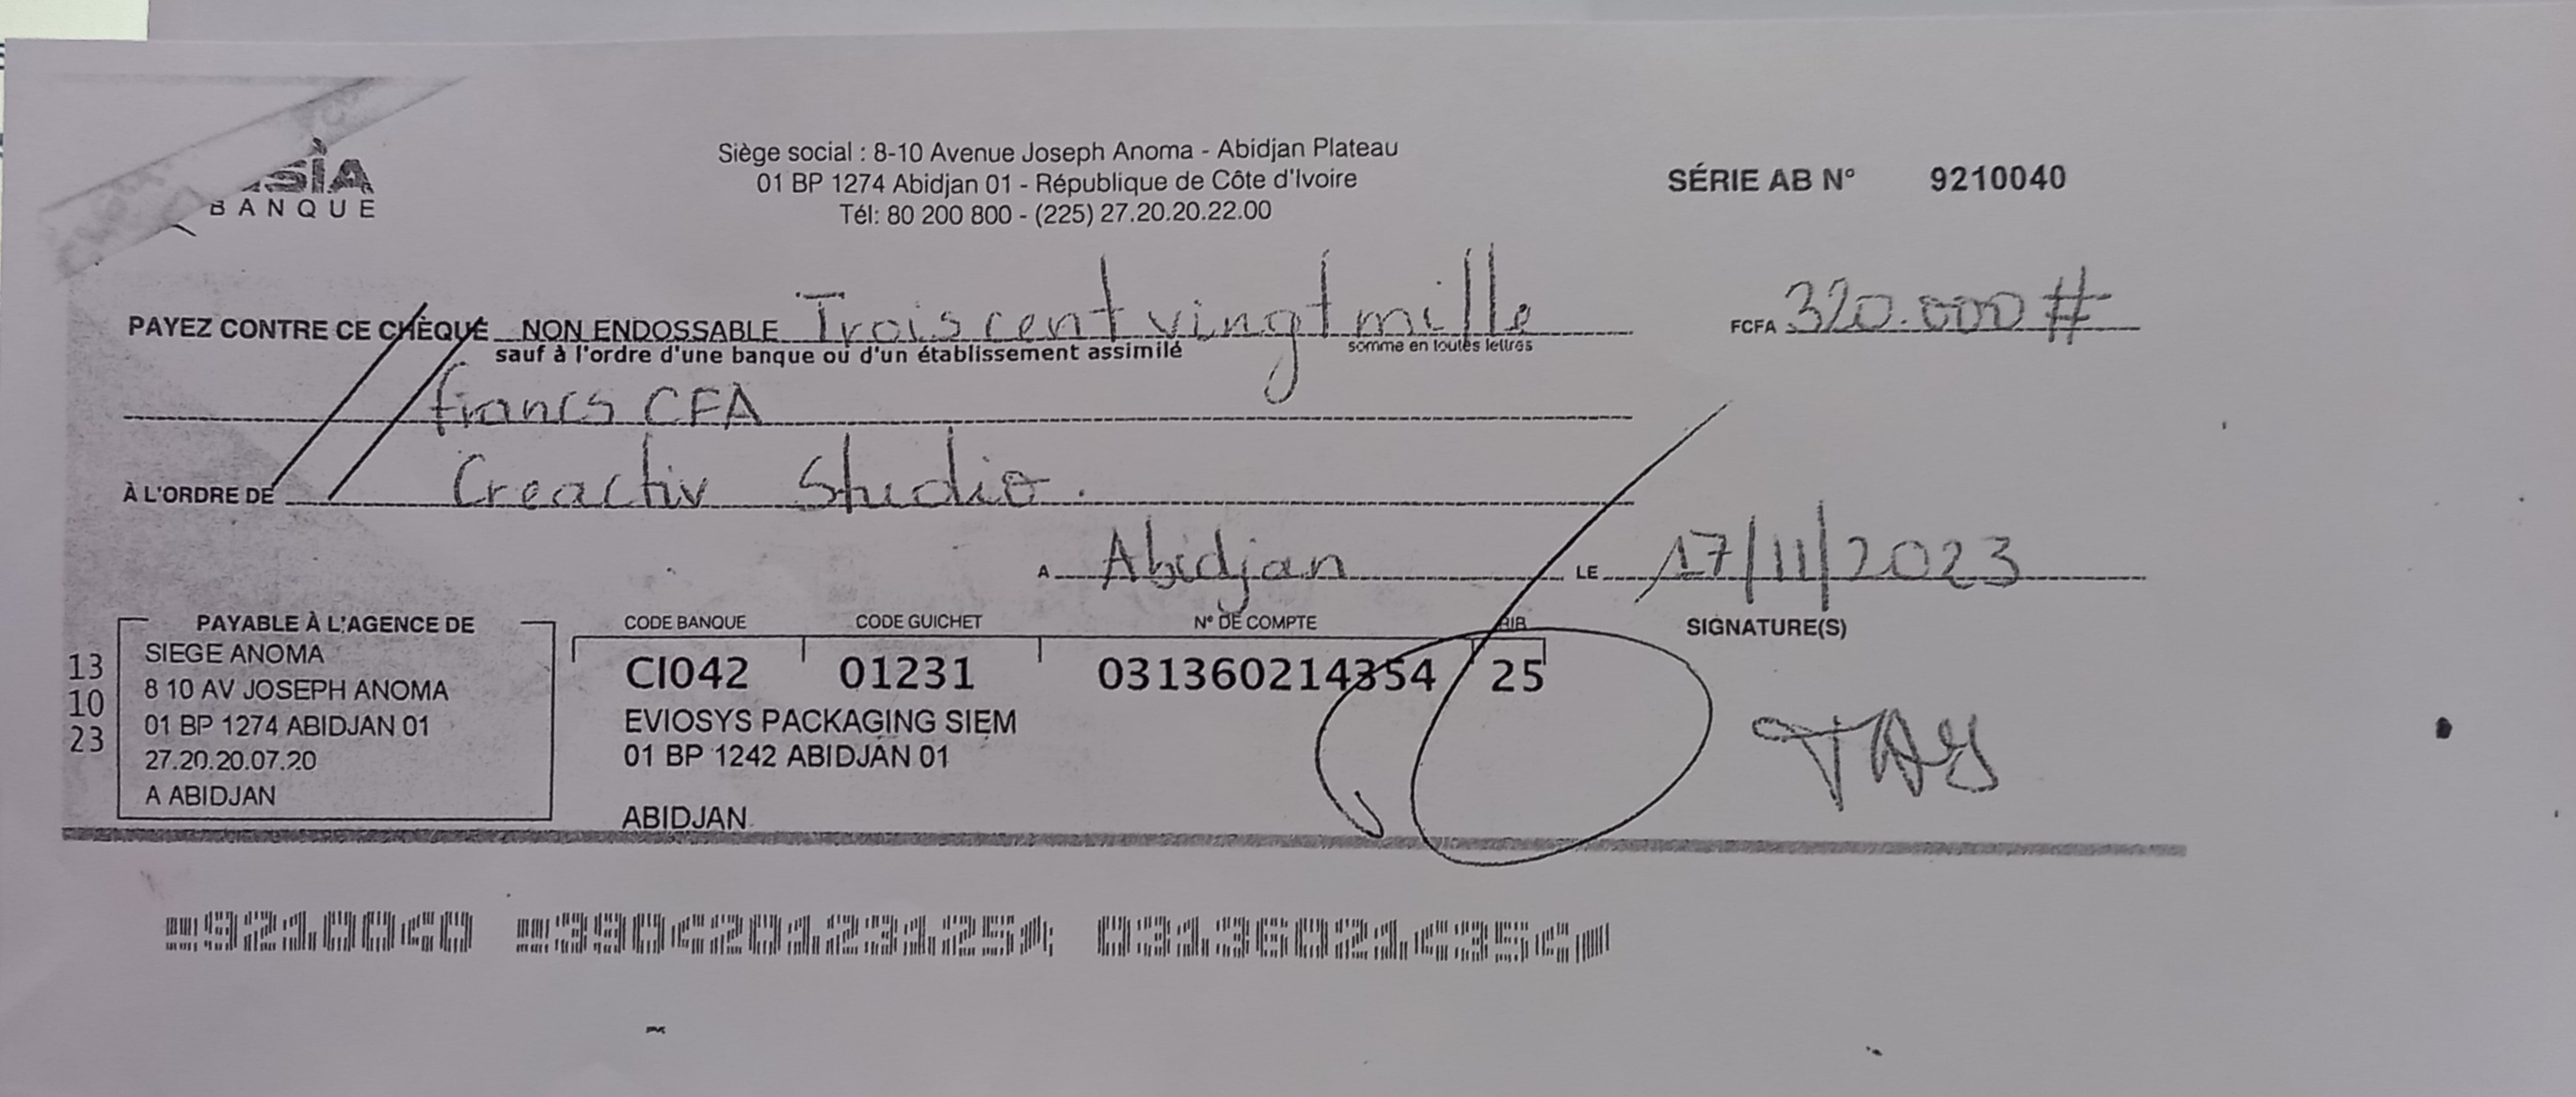 SIA
BANQUE
Siège social : 8-10 Avenue Joseph Anoma - Abidjan Plateau
01 BP 1274 Abidjan 01 - République de Côte d'Ivoire
Tél: 80 200 800 - (225) 27.20.20.22.00
SÉRIE AB N° 9210040
PAYEZ CONTRE CE CHÈQUE NON ENDOSSABLE Trois cent vingt mille
sauf à l'ordre d'une banque ou d'un établissement assimilé
somme en toutes lettres
FCFA 320.000 #
francs CFA
À L'ORDRE DE Creactiv Studio.
A Abidjan LE 17/11/2023
PAYABLE À L'AGENCE DE
SIEGE ANOMA
8 10 AV JOSEPH ANOMA
01 BP 1274 ABIDJAN 01
27.20.20.07.20
A ABIDJAN
13
10
23
CODE BANQUE CODE GUICHET N° DE COMPTE RIB
CI042 01231 031360214354 25
EVIOSYS PACKAGING SIEM
01 BP 1242 ABIDJAN 01
ABIDJAN
SIGNATURE(S)
9210040 390420123125 031360214354